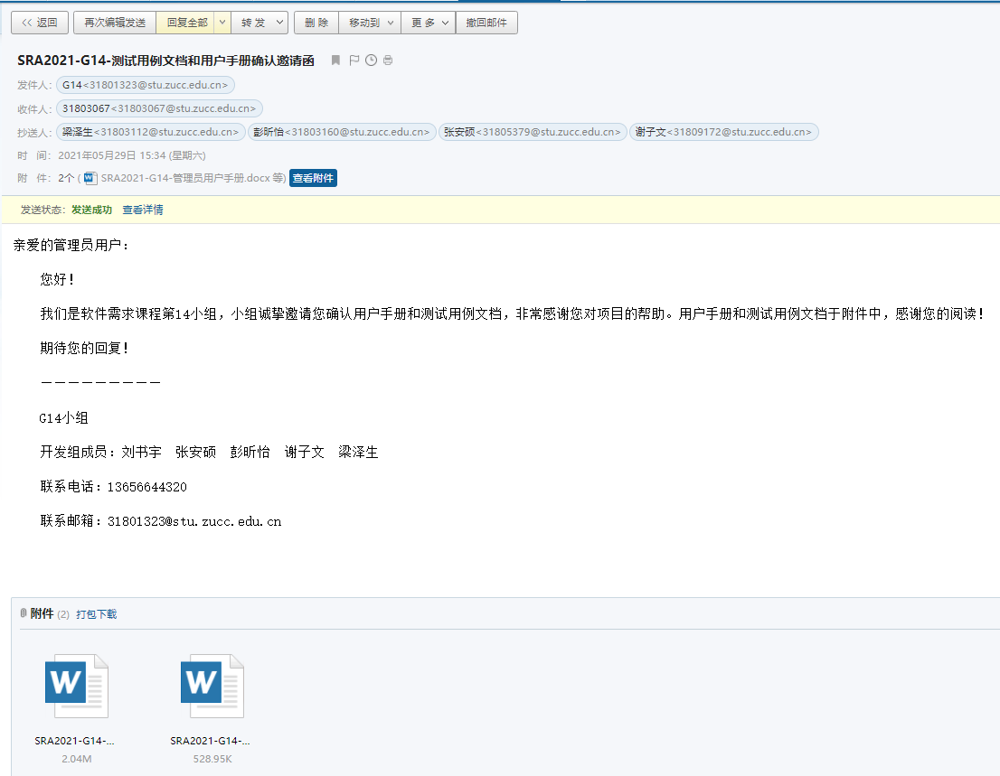 << 返回 再次编辑发送 回复全部 转 发 删 除 移动到 更 多 撤回邮件
SRA2021-G14-测试用例文档和用户手册确认邀请函
发件人： G14<31801323@stu.zucc.edu.cn>
收件人： 31803067<31803067@stu.zucc.edu.cn>
抄送人： 梁泽生<31803112@stu.zucc.edu.cn> 彭昕怡<31803160@stu.zucc.edu.cn> 张安硕<31805379@stu.zucc.edu.cn> 谢子文<31809172@stu.zucc.edu.cn>
时 间： 2021年05月29日 15:34 (星期六)
附 件： 2个 ( SRA2021-G14-管理员用户手册.docx 等) 查看附件
发送状态： 发送成功 查看详情
亲爱的管理员用户：
您好！
我们是软件需求课程第14小组，小组诚挚邀请您确认用户手册和测试用例文档，非常感谢您对项目的帮助。用户手册和测试用例文档于附件中，感谢您的阅读！
期待您的回复！
—————————
G14小组
开发组成员：刘书宇 张安硕 彭昕怡 谢子文 梁泽生
联系电话：13656644320
联系邮箱：31801323@stu.zucc.edu.cn
附件 (2) 打包下载
W W
SRA2021-G14-... SRA2021-G14-...
2.04M 528.95K